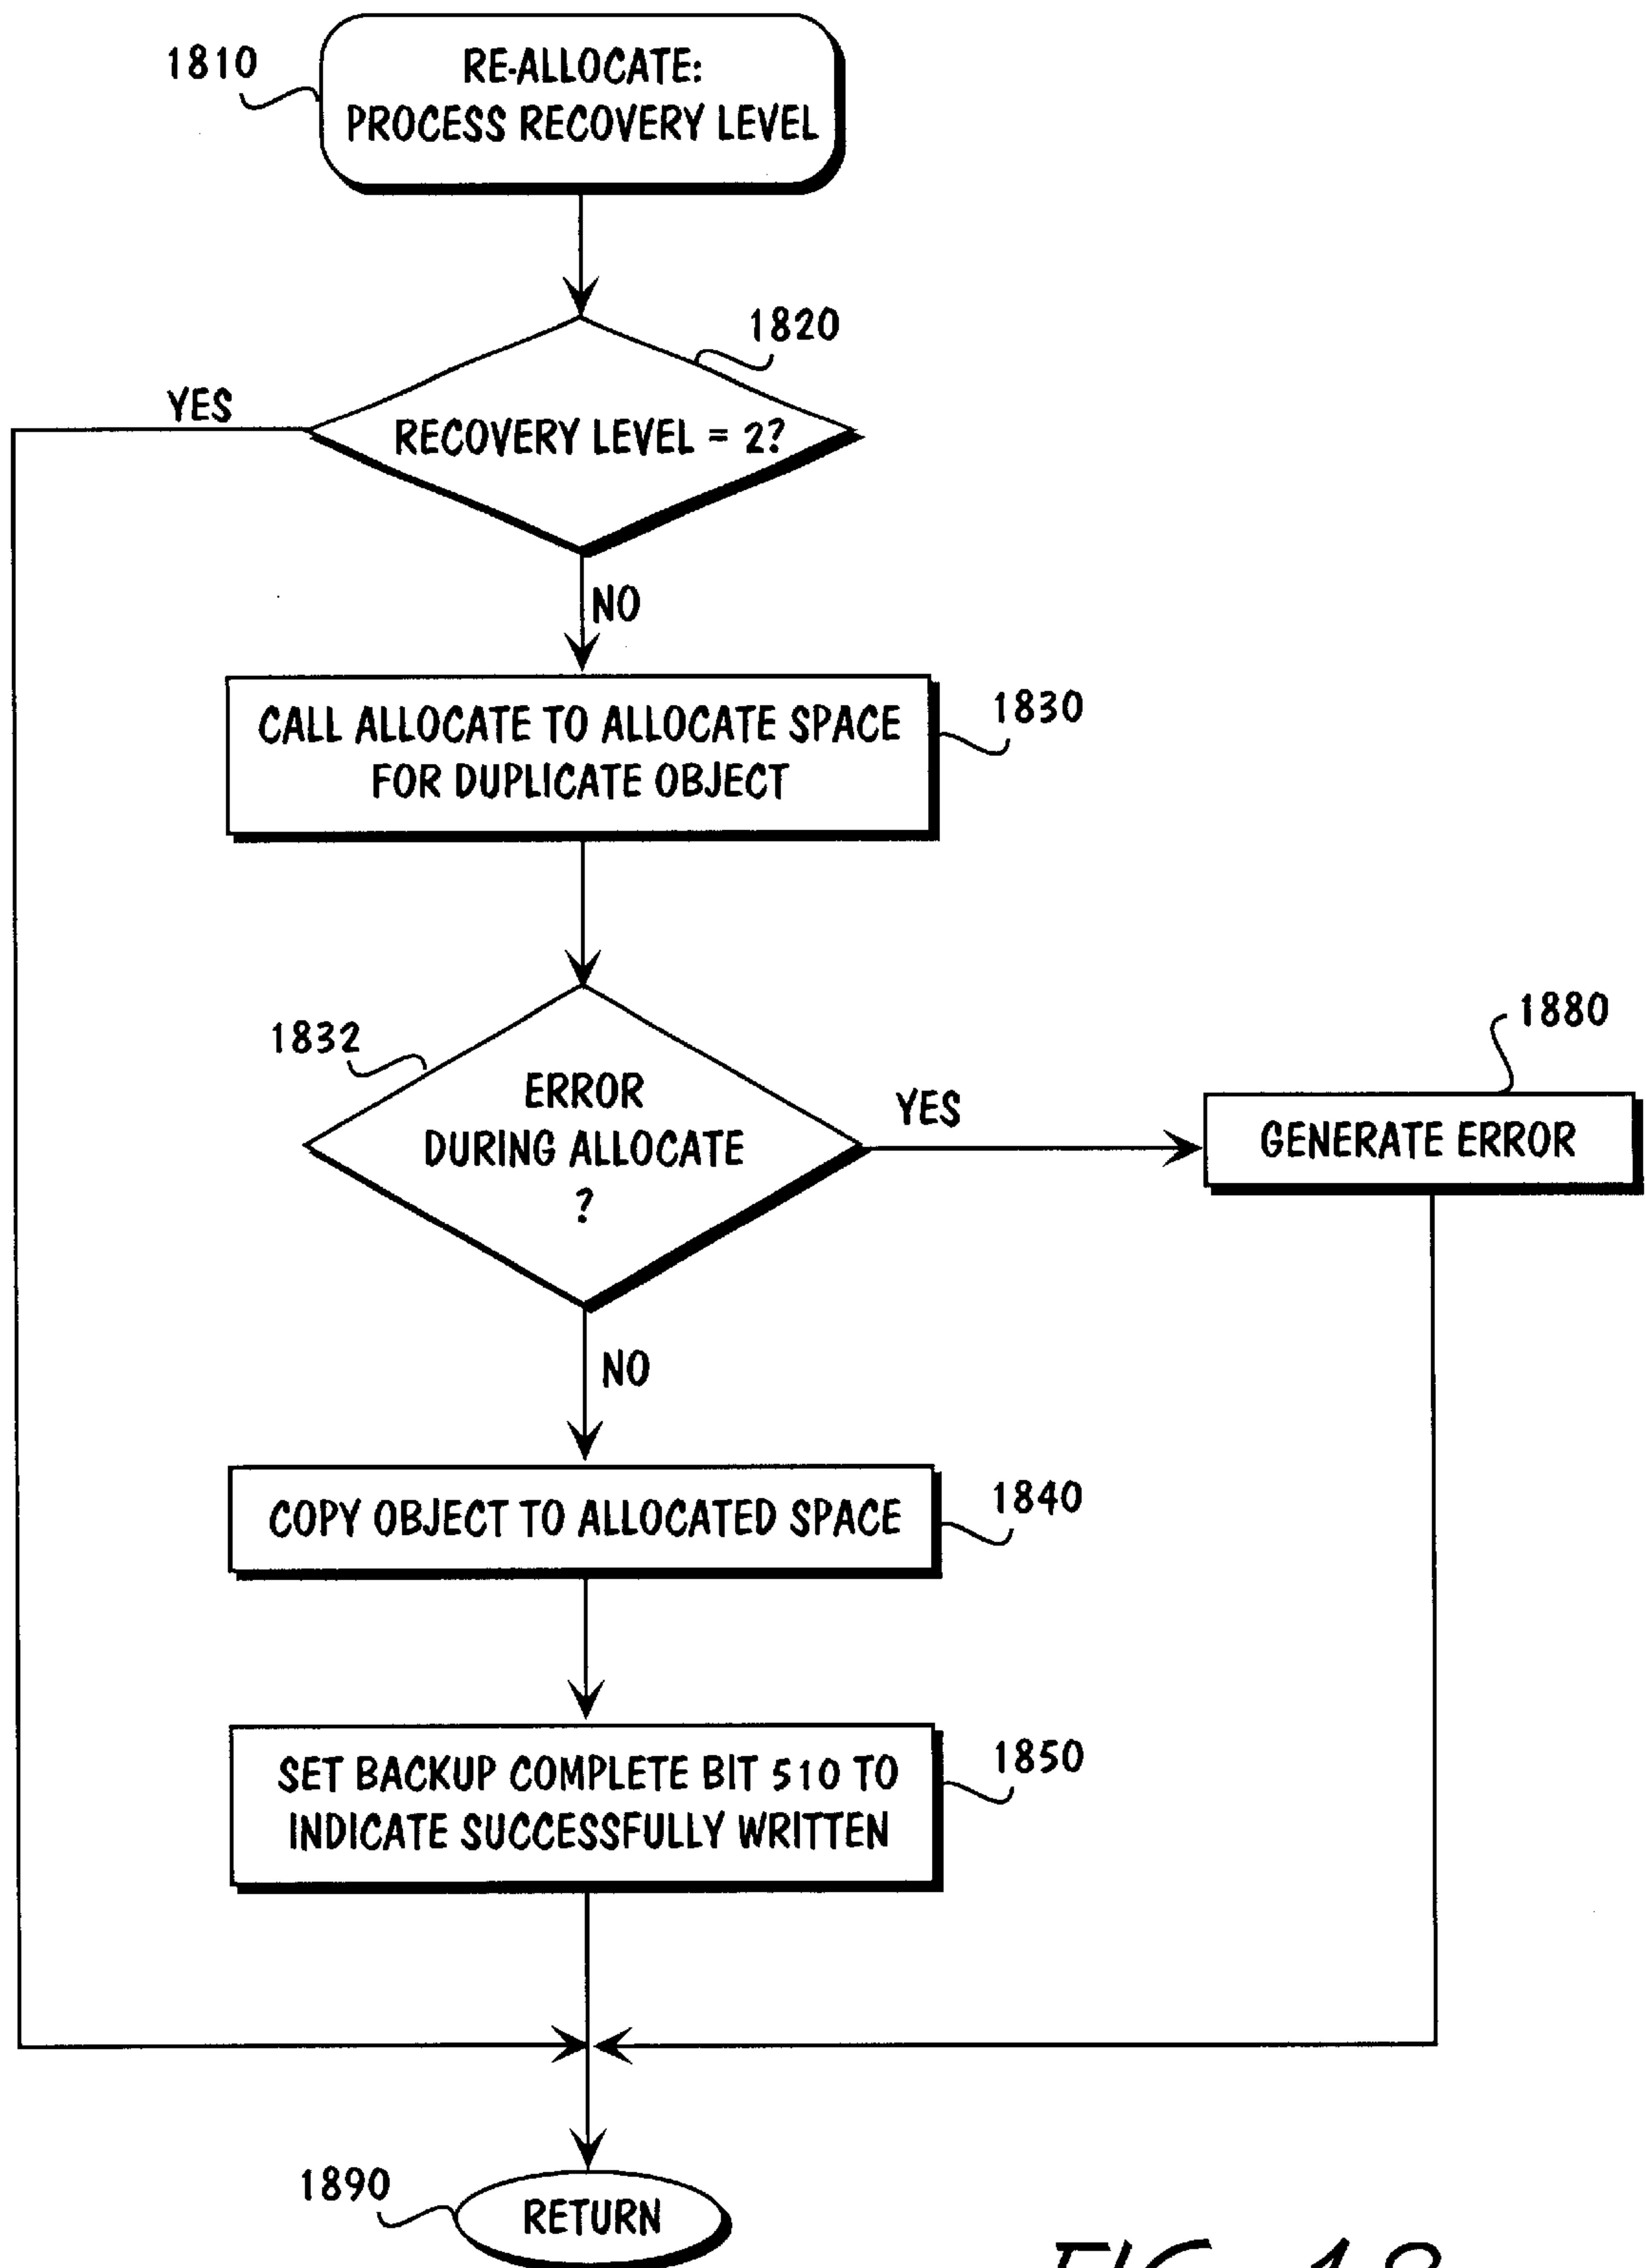 1810
RE-ALLOCATE:
PROCESS RECOVERY LEVEL
1820
YES
RECOVERY LEVEL = 2?
NO
CALL ALLOCATE TO ALLOCATE SPACE
FOR DUPLICATE OBJECT
1830
1832
ERROR
DURING ALLOCATE
?
YES
1880
GENERATE ERROR
NO
COPY OBJECT TO ALLOCATED SPACE
1840
SET BACKUP COMPLETE BIT 510 TO
INDICATE SUCCESSFULLY WRITTEN
1850
1890
RETURN
FIG. 18